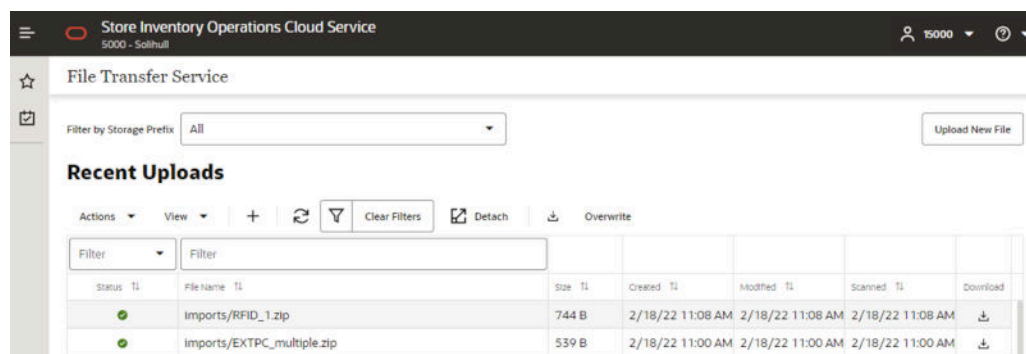 Store Inventory Operations Cloud Service
5000 - Solihull
15000
File Transfer Service
Filter by Storage Prefix All
Upload New File
Recent Uploads
Actions View Clear Filters Detach Overwrite
Filter Filter
Status File Name Size Created Modified Scanned Download
imports/RFID_1.zip 744 B 2/18/22 11:08 AM 2/18/22 11:08 AM 2/18/22 11:08 AM
imports/EXTPC_multiple.zip 539 B 2/18/22 11:00 AM 2/18/22 11:00 AM 2/18/22 11:00 AM